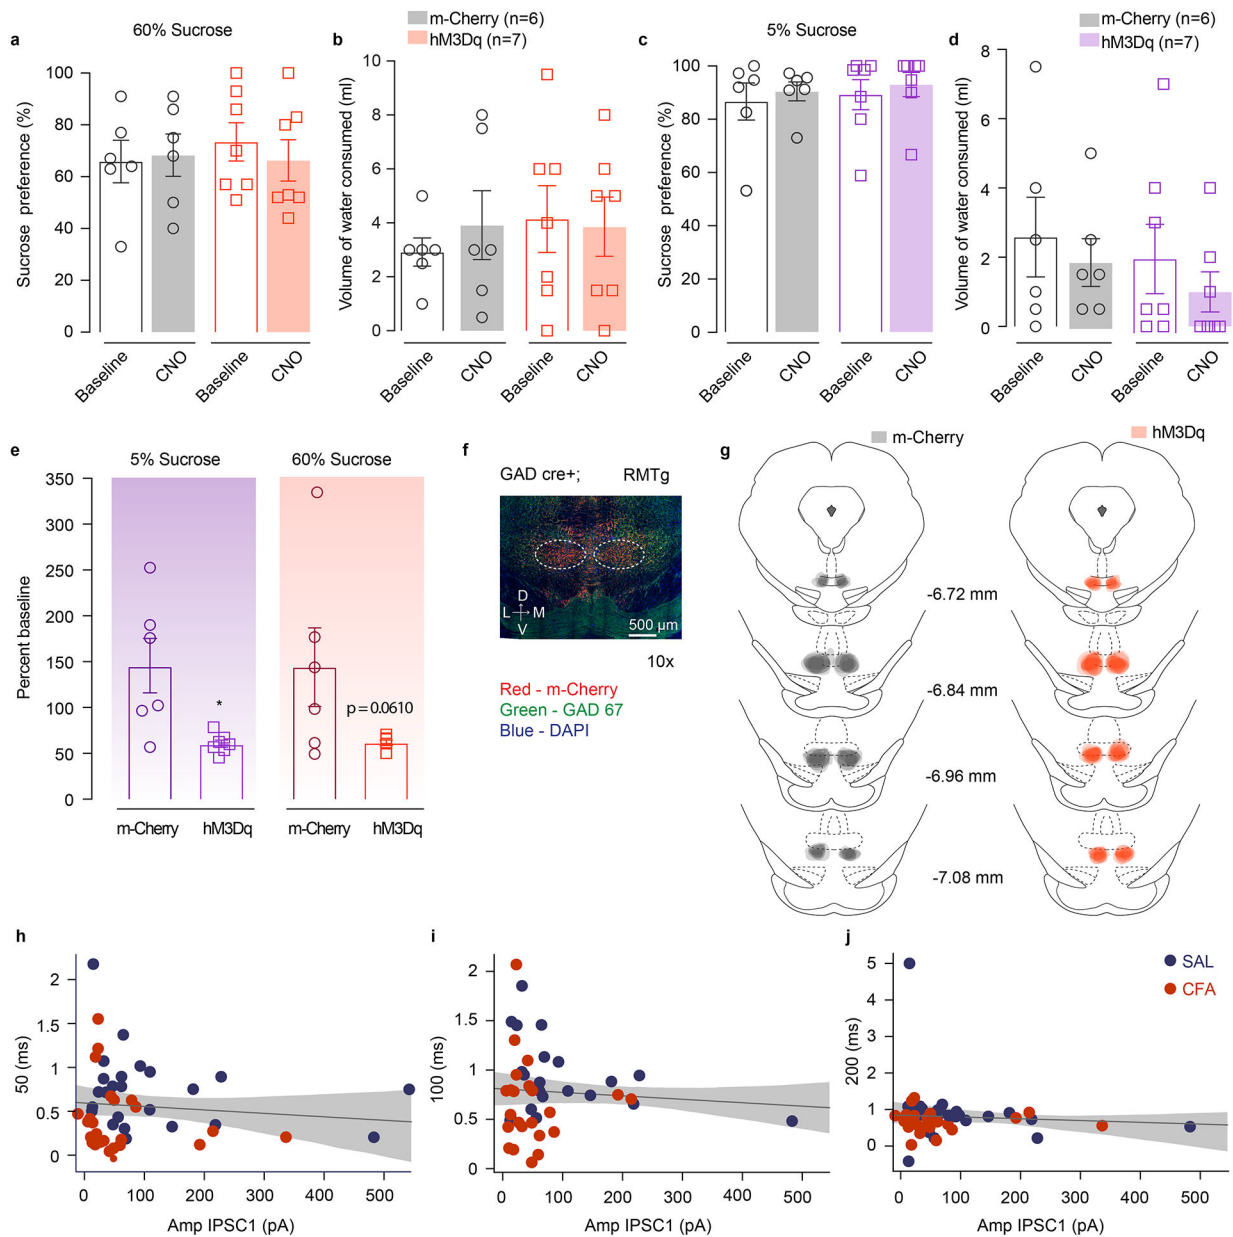 a
60% Sucrose
b
m-Cherry (n=6)
hM3Dq (n=7)
c
5% Sucrose
d
m-Cherry (n=6)
hM3Dq (n=7)
Sucrose preference (%)
100
80
60
40
20
0
Baseline
CNO
Baseline
CNO
Volume of water consumed (ml)
10
8
6
4
2
0
Baseline
CNO
Baseline
CNO
Sucrose preference (%)
100
80
60
40
20
0
Baseline
CNO
Baseline
CNO
Volume of water consumed (ml)
8
6
4
2
0
Baseline
CNO
Baseline
CNO
e
5% Sucrose
60% Sucrose
Percent baseline
350
300
250
200
150
100
50
0
*
p = 0.0610
m-Cherry
hM3Dq
m-Cherry
hM3Dq
f
GAD cre+;
RMTg
D
L
M
V
500 µm
10x
Red - m-Cherry
Green - GAD 67
Blue - DAPI
g
m-Cherry
hM3Dq
-6.72 mm
-6.84 mm
-6.96 mm
-7.08 mm
h
50 (ms)
2
1.5
1
0.5
0
0
100
200
300
400
500
Amp IPSC1 (pA)
i
100 (ms)
2
1.5
1
0.5
0
0
100
200
300
400
500
Amp IPSC1 (pA)
j
SAL
CFA
200 (ms)
5
4
3
2
1
0
0
100
200
300
400
500
Amp IPSC1 (pA)